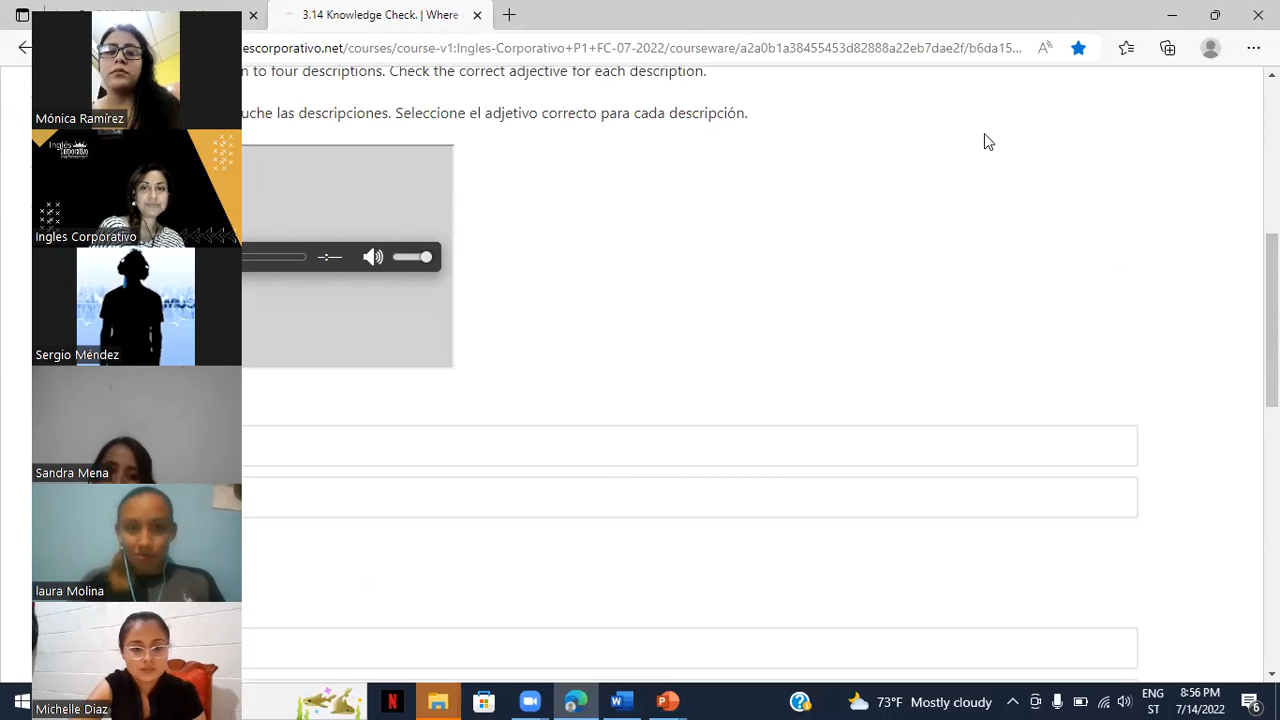 3.14 Knowledge Check. | Where
escorporativo.net/courses/course-v1:Ingles-Corporativo+P1+FC-07-2022/courseware/
n to four descriptions. Check the correct adjective for each description.
uche las descripciones. Seleccione el adjetivo correcto para cada descripción.
Mónica Ramírez
Inglés
Corporativo
Ingles Corporativo
Sergio Méndez
Sandra Mena
laura Molina
Michelle Diaz
73°F Mostly cloudy
ENG
ST
8:56 PM
7/14/2022
6